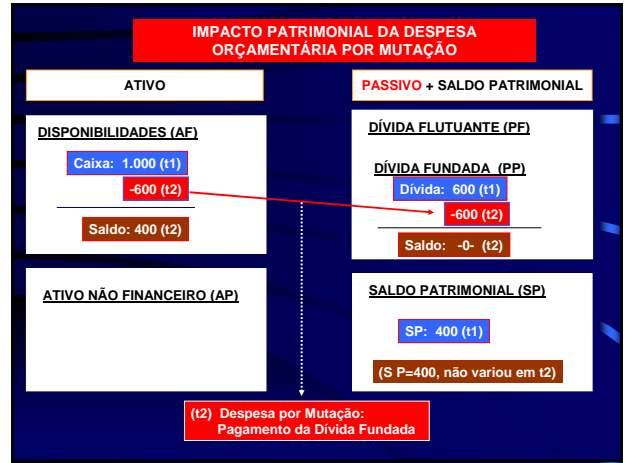 IMPACTO PATRIMONIAL DA DESPESA
ORÇAMENTÁRIA POR MUTAÇÃO
ATIVO
DISPONIBILIDADES (AF)
Caixa: 1.000 (t1)
-600 (t2)
Saldo: 400 (t2)
ATIVO NÃO FINANCEIRO (AP)
PASSIVO + SALDO PATRIMONIAL
DÍVIDA FLUTUANTE (PF)
DÍVIDA FUNDADA (PP)
Dívida: 600 (t1)
-600 (t2)
Saldo: -0- (t2)
SALDO PATRIMONIAL (SP)
SP: 400 (t1)
(S P=400, não variou em t2)
(t2) Despesa por Mutação:
Pagamento da Dívida Fundada